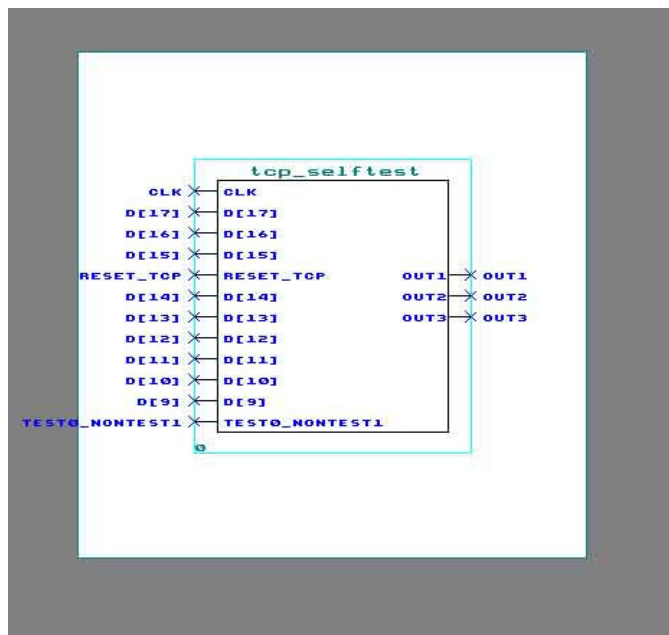 tcp_selftest
CLK CLK
D[17] D[17]
D[16] D[16]
D[15] D[15]
RESET_TCP RESET_TCP OUT1 OUT1
D[14] D[14] OUT2 OUT2
D[13] D[13] OUT3 OUT3
D[12] D[12]
D[11] D[11]
D[10] D[10]
D[9] D[9]
TEST0_NONTEST1 TEST0_NONTEST1
0